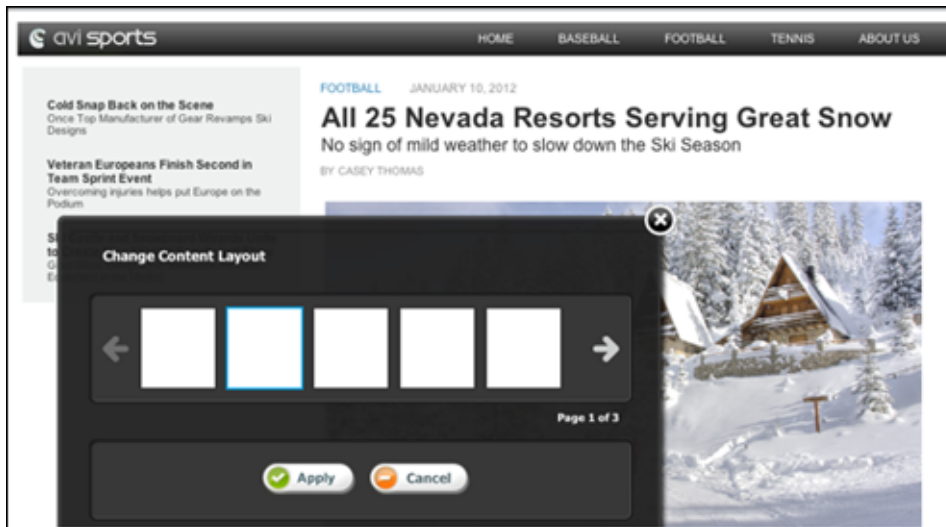 avi sports
HOME BASEBALL FOOTBALL TENNIS ABOUT US
Cold Snap Back on the Scene
Once Top Manufacturer of Gear Revamps Ski
Designs
Veteran Europeans Finish Second in
Team Sprint Event
Overcoming injuries helps put Europe on the
Podium
FOOTBALL JANUARY 10, 2012
All 25 Nevada Resorts Serving Great Snow
No sign of mild weather to slow down the Ski Season
BY CASEY THOMAS
Change Content Layout
Page 1 of 3
Apply Cancel